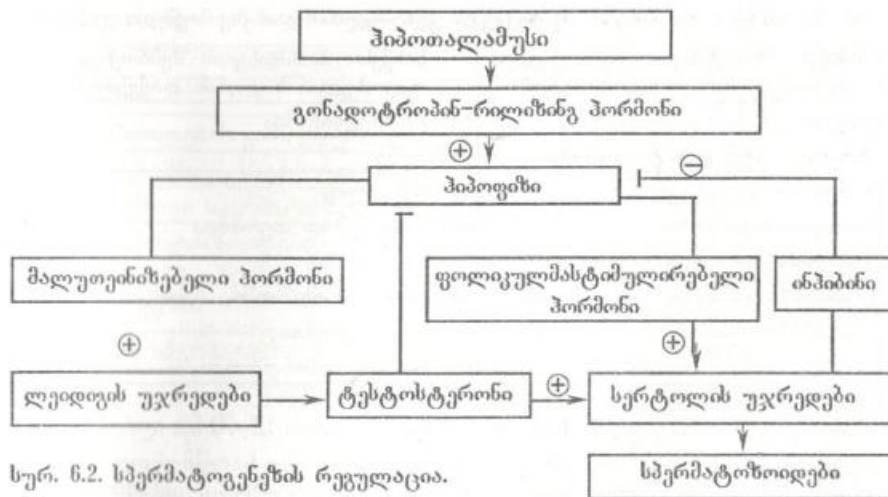 ჰიპოთალამუსი
გონადოტროპინ-რილიზინგ ჰორმონი
+
−
ჰიპოფიზი
მალუთეინიზებელი ჰორმონი
ფოლიკულმასტიმულირებელი
ჰორმონი
ინჰიბინი
+
+
ლეიდიგის უჯრედები
ტესტოსტერონი
+
სერტოლის უჯრედები
სპერმატოზოიდები
სურ. 6.2. სპერმატოგენეზის რეგულაცია.